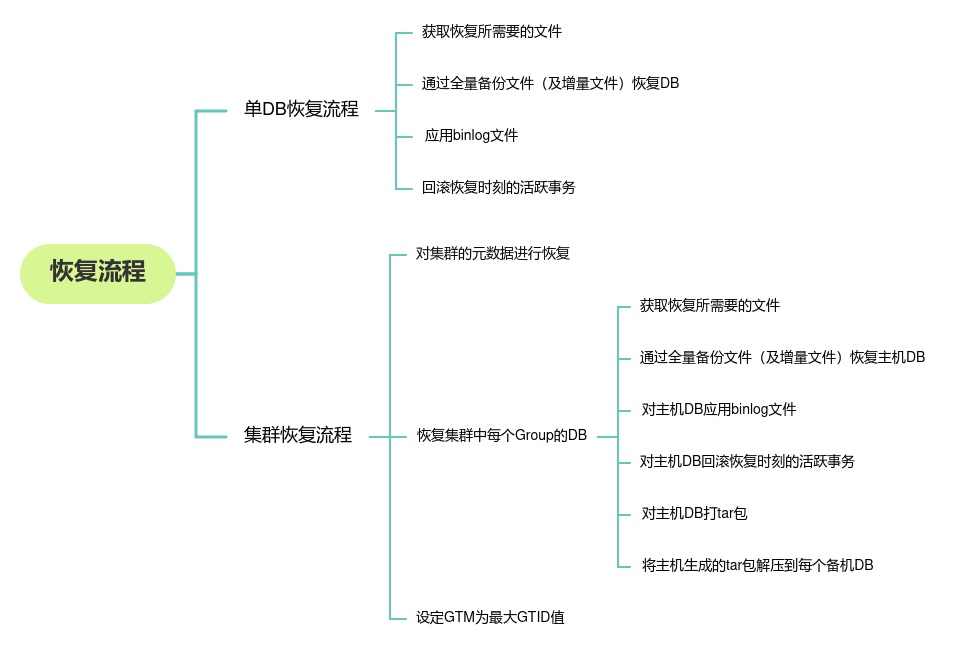 恢复流程
单DB恢复流程
获取恢复所需要的文件
通过全量备份文件（及增量文件）恢复DB
应用binlog文件
回滚恢复时刻的活跃事务
集群恢复流程
对集群的元数据进行恢复
恢复集群中每个Group的DB
获取恢复所需要的文件
通过全量备份文件（及增量文件）恢复主机DB
对主机DB应用binlog文件
对主机DB回滚恢复时刻的活跃事务
对主机DB打tar包
将主机生成的tar包解压到每个备机DB
设定GTM为最大GTID值